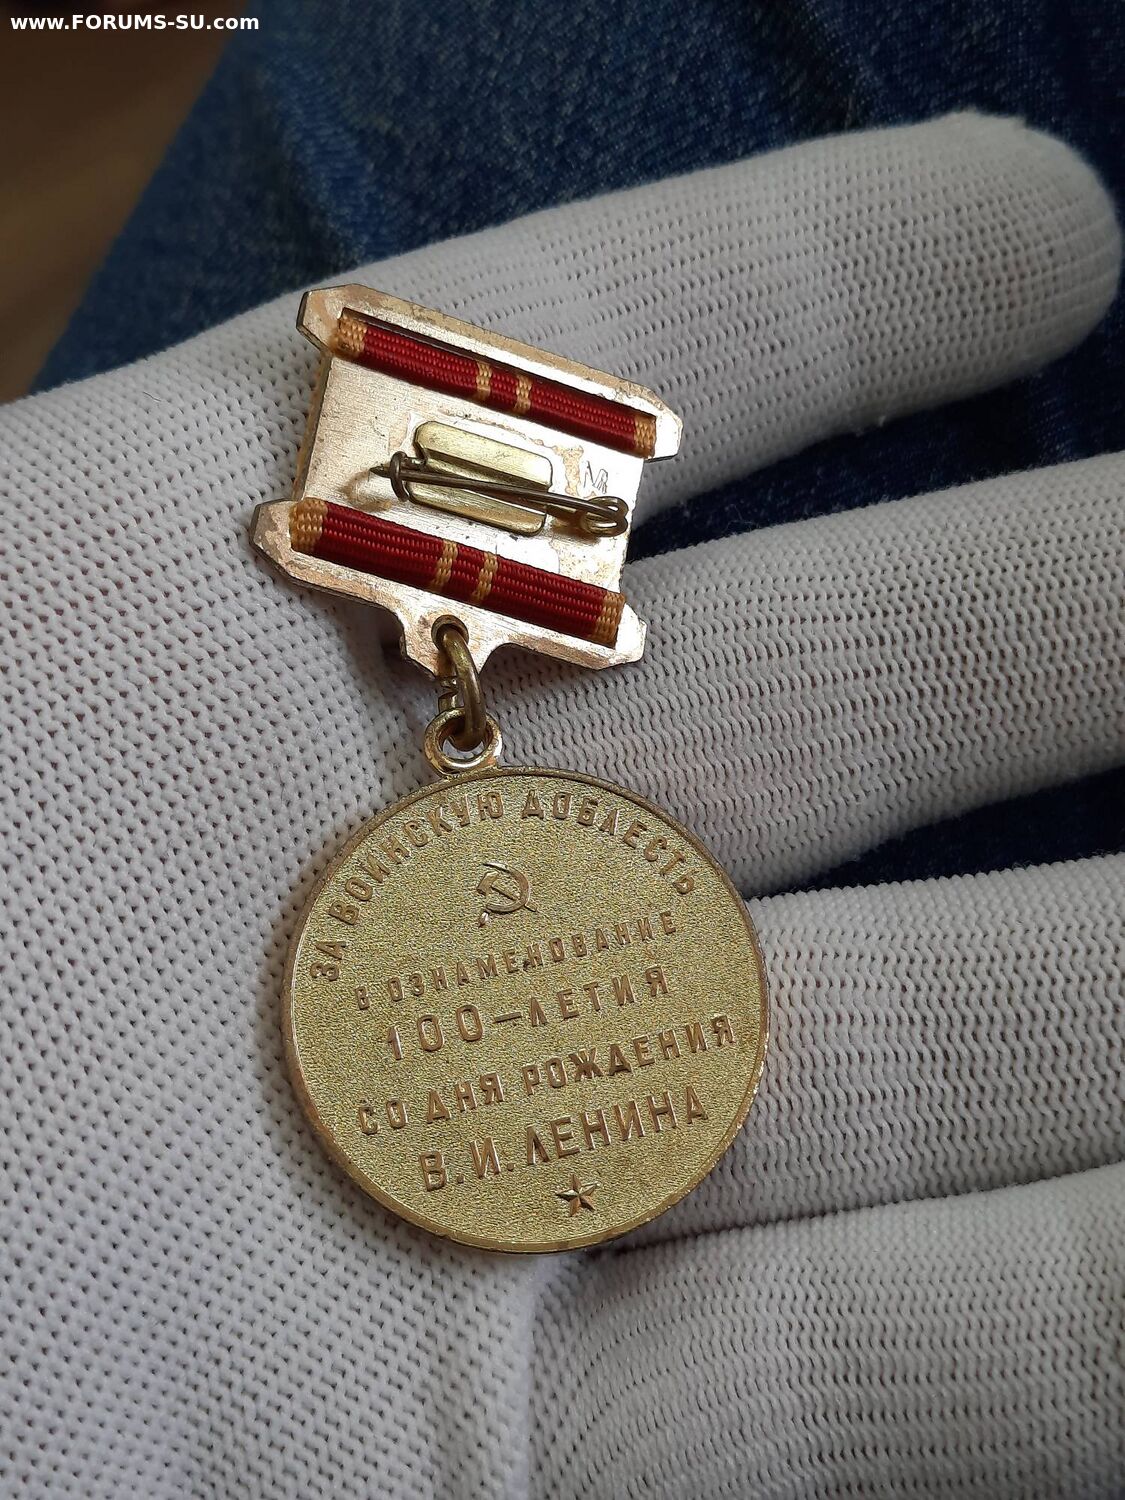 www.FORUMS-SU.com
ЗА ВОИНСКУЮ ДОБЛЕСТЬ
В ОЗНАМЕНОВАНИЕ
100-ЛЕТИЯ
СО ДНЯ РОЖДЕНИЯ
В. И. ЛЕНИНА